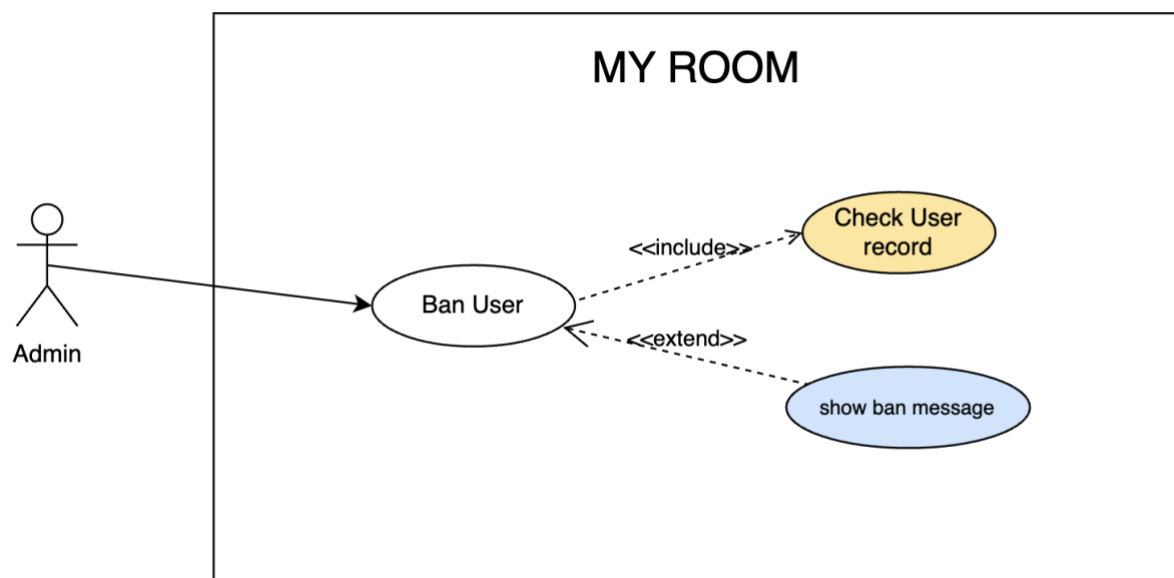 MY ROOM
Check User
record
<<include>>
Ban User
<<extend>>
Admin
show ban message